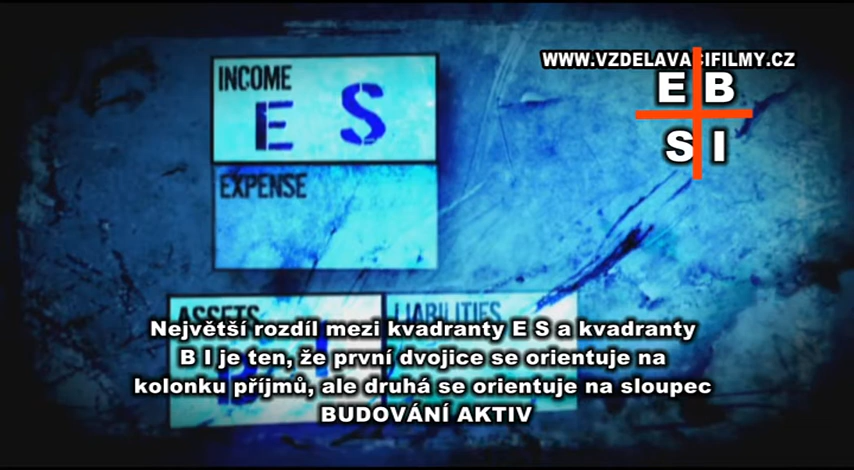 WWW.VZDELAVACIFILMY.CZ
E B
S I
INCOME
E S
EXPENSE
ASSETS
LIABILITIES
Největší rozdíl mezi kvadranty E S a kvadranty
B I je ten, že první dvojice se orientuje na
kolonku příjmů, ale druhá se orientuje na sloupec
BUDOVÁNÍ AKTIV